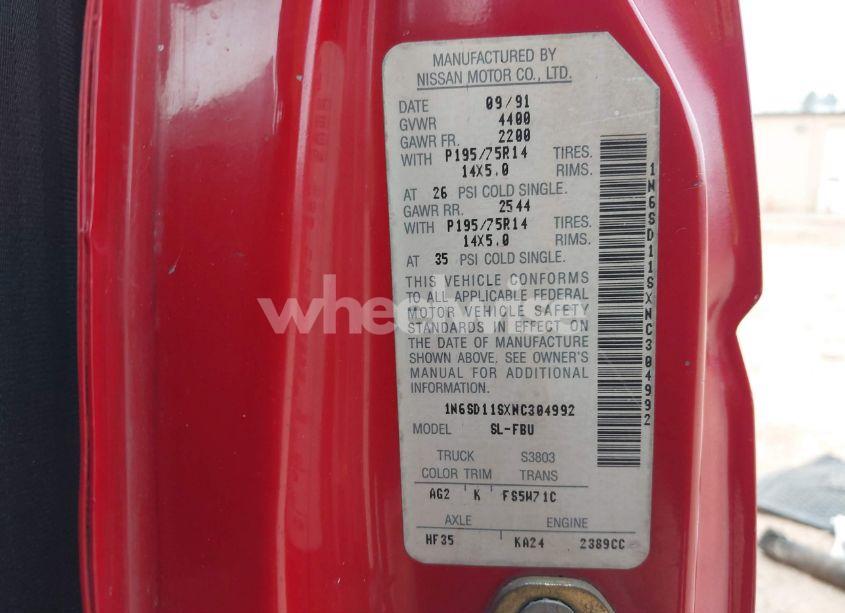 MANUFACTURED BY
NISSAN MOTOR CO., LTD.
DATE 09/91
GVWR 4400
GAWR FR. 2200
WITH P195/75R14 TIRES.
14X5.0 RIMS.
AT 26 PSI COLD SINGLE.
GAWR RR. 2544
WITH P195/75R14 TIRES.
14X5.0 RIMS.
AT 35 PSI COLD SINGLE.
THIS VEHICLE CONFORMS
TO ALL APPLICABLE FEDERAL
MOTOR VEHICLE SAFETY
STANDARDS IN EFFECT ON
THE DATE OF MANUFACTURE
SHOWN ABOVE. SEE OWNER'S
MANUAL FOR ADDITIONAL
INFORMATION.
1N6SD11SXNC304992
MODEL SL-FBU
TRUCK S3803
COLOR TRIM TRANS
AG2 K FS5W71C
AXLE ENGINE
HF35 KA24 2389CC
1N6SD11SXNC304992